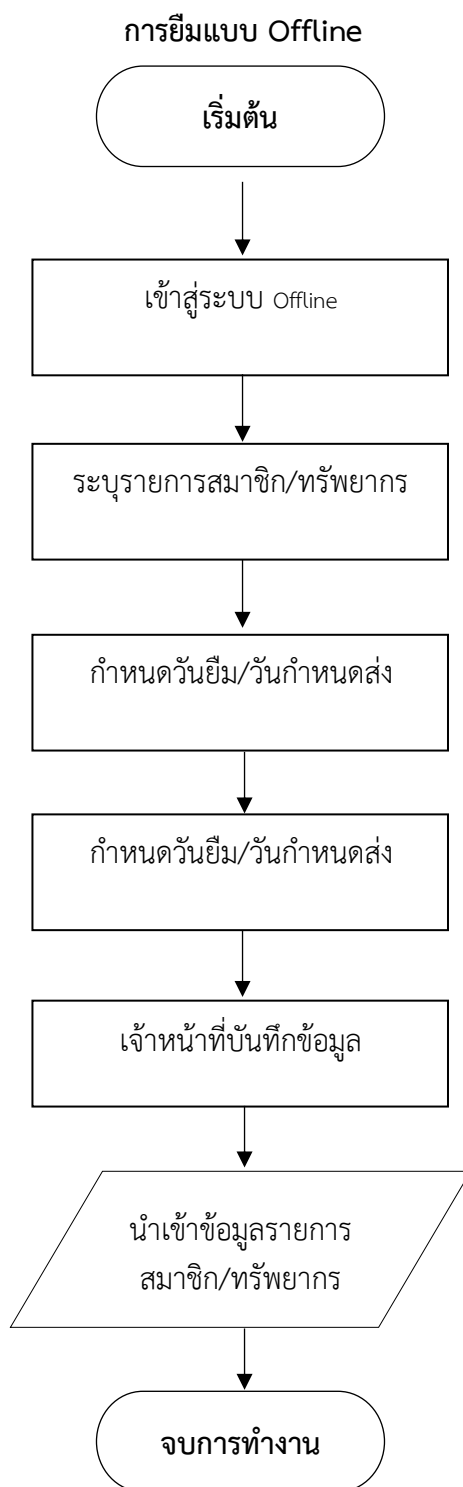 การยืมแบบ Offline
เริ่มต้น
เข้าสู่ระบบ Offline
ระบุรายการสมาชิก/ทรัพยากร
กำหนดวันยืม/วันกำหนดส่ง
กำหนดวันยืม/วันกำหนดส่ง
เจ้าหน้าที่บันทึกข้อมูล
นำเข้าข้อมูลรายการ
สมาชิก/ทรัพยากร
จบการทำงาน